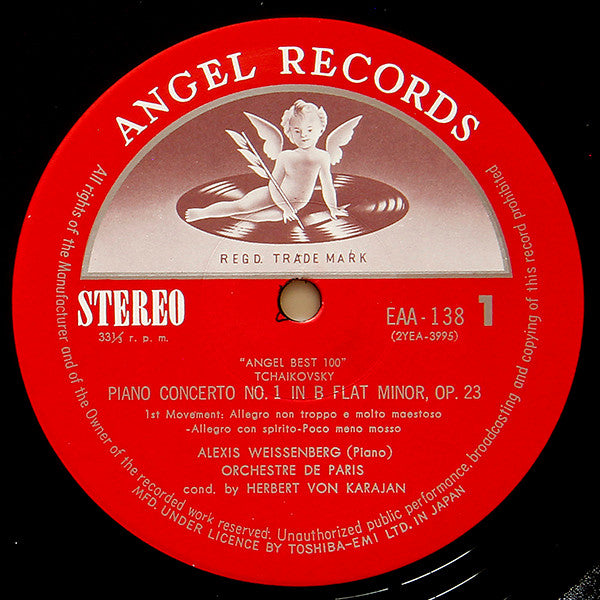 ANGEL RECORDS
REGD. TRADE MARK
STEREO
33⅓ r. p. m.
EAA-138 1
(2YEA-3995)
"ANGEL BEST 100"
TCHAIKOVSKY
PIANO CONCERTO NO. 1 IN B FLAT MINOR, OP. 23
1st Movement: Allegro non troppo e molto maestoso
-Allegro con spirito-Poco meno mosso
ALEXIS WEISSENBERG (Piano)
ORCHESTRE DE PARIS
cond. by HERBERT VON KARAJAN
All rights of the Manufacturer and of the Owner of the recorded work reserved. Unauthorized public performance, broadcasting and copying of this record prohibited
MFD. UNDER LICENCE BY TOSHIBA-EMI LTD. IN JAPAN